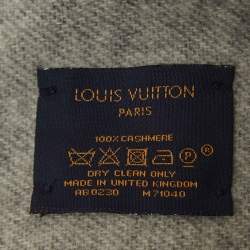 LOUIS VUITTON
PARIS
100% CASHMERE
DRY CLEAN ONLY
MADE IN UNITED KINGDOM
AB0230 M71040